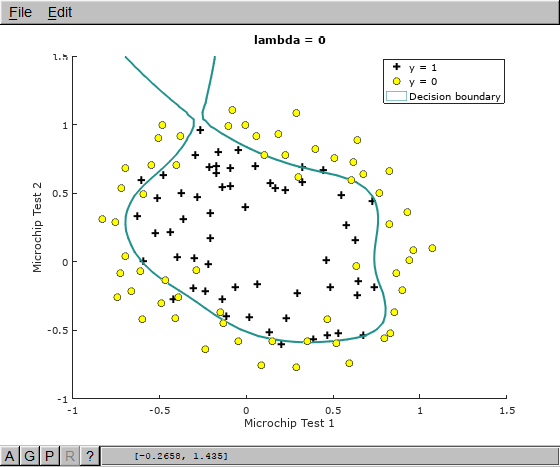 File Edit
lambda = 0
y = 1
y = 0
Decision boundary
1.5
1
0.5
0
-0.5
-1
Microchip Test 2
-1 -0.5 0 0.5 1 1.5
Microchip Test 1
A G P R ? [-0.2658, 1.435]